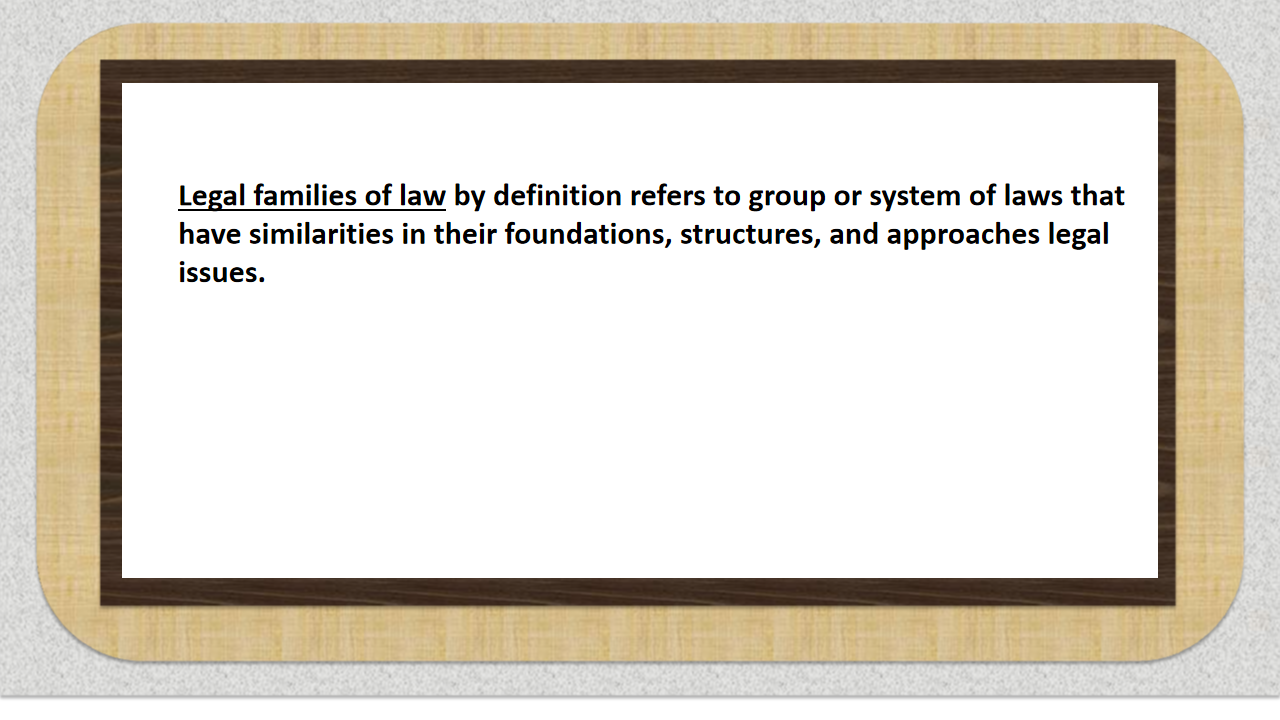 Legal families of law by definition refers to group or system of laws that
have similarities in their foundations, structures, and approaches legal
issues.